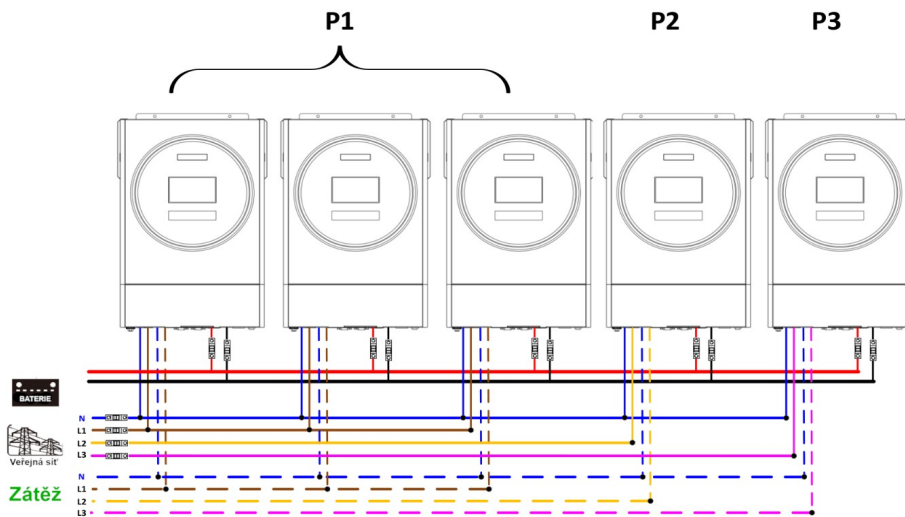 P1
P2
P3
BATERIE
N
L1
L2
L3
Veřejná síť
N
L1
L2
L3
Zátěž